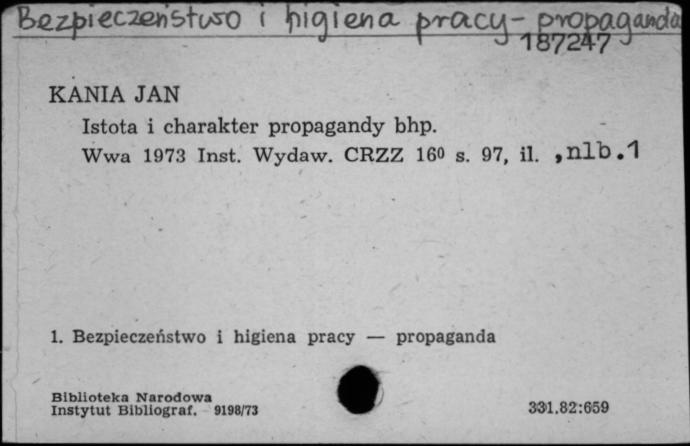 Bezpieczeństwo i higiena pracy - propaganda
187247
KANIA JAN
Istota i charakter propagandy bhp.
Wwa 1973 Inst. Wydaw. CRZZ 16⁰ s. 97, il. ,nlb.1
1. Bezpieczeństwo i higiena pracy — propaganda
Biblioteka Narodowa
Instytut Bibliograf. 9198/73
331.82:659